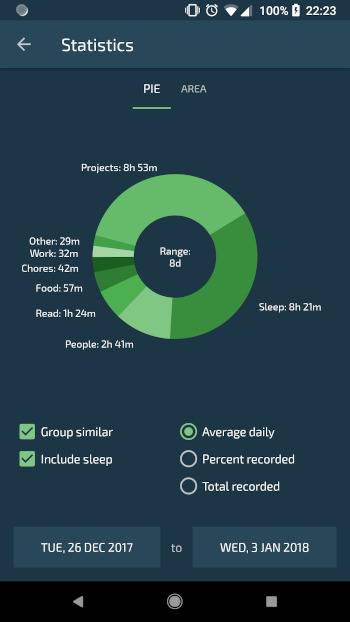 100% 22:23
Statistics
PIE
AREA
Projects: 8h 53m
Other: 29m
Work: 32m
Chores: 42m
Food: 57m
Read: 1h 24m
People: 2h 41m
Sleep: 8h 21m
Range:
8d
Group similar
Average daily
Include sleep
Percent recorded
Total recorded
TUE, 26 DEC 2017 to WED, 3 JAN 2018